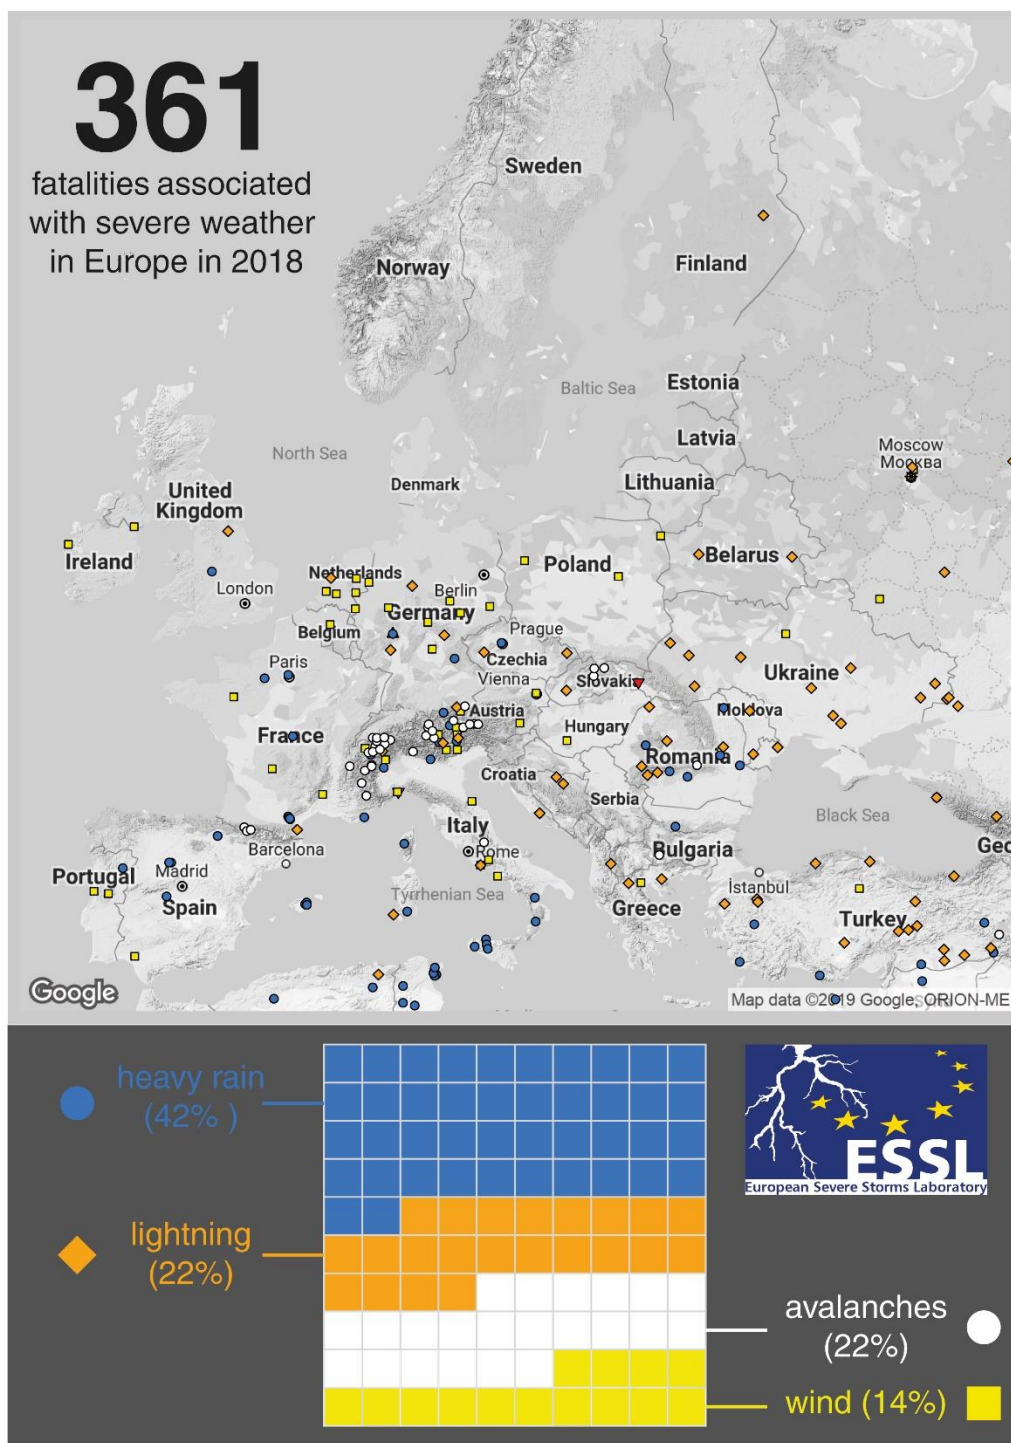 361
fatalities associated
with severe weather
in Europe in 2018
Sweden
Norway
Finland
Baltic Sea
Estonia
North Sea
Latvia
Moscow
Москва
Denmark
Lithuania
United
Kingdom
Ireland
Belarus
Poland
Netherlands
London
Berlin
Germany
Belgium
Prague
Paris
Czechia
Ukraine
Vienna
Slovakia
Austria
Moldova
France
Hungary
Romania
Croatia
Serbia
Black Sea
Italy
Barcelona
Bulgaria
Geo
Rome
Portugal
Madrid
İstanbul
Tyrrhenian Sea
Spain
Greece
Turkey
Google
Map data ©2019 Google, ORION-ME
heavy rain
(42% )
ESSL
European Severe Storms Laboratory
lightning
(22%)
avalanches
(22%)
wind (14%)